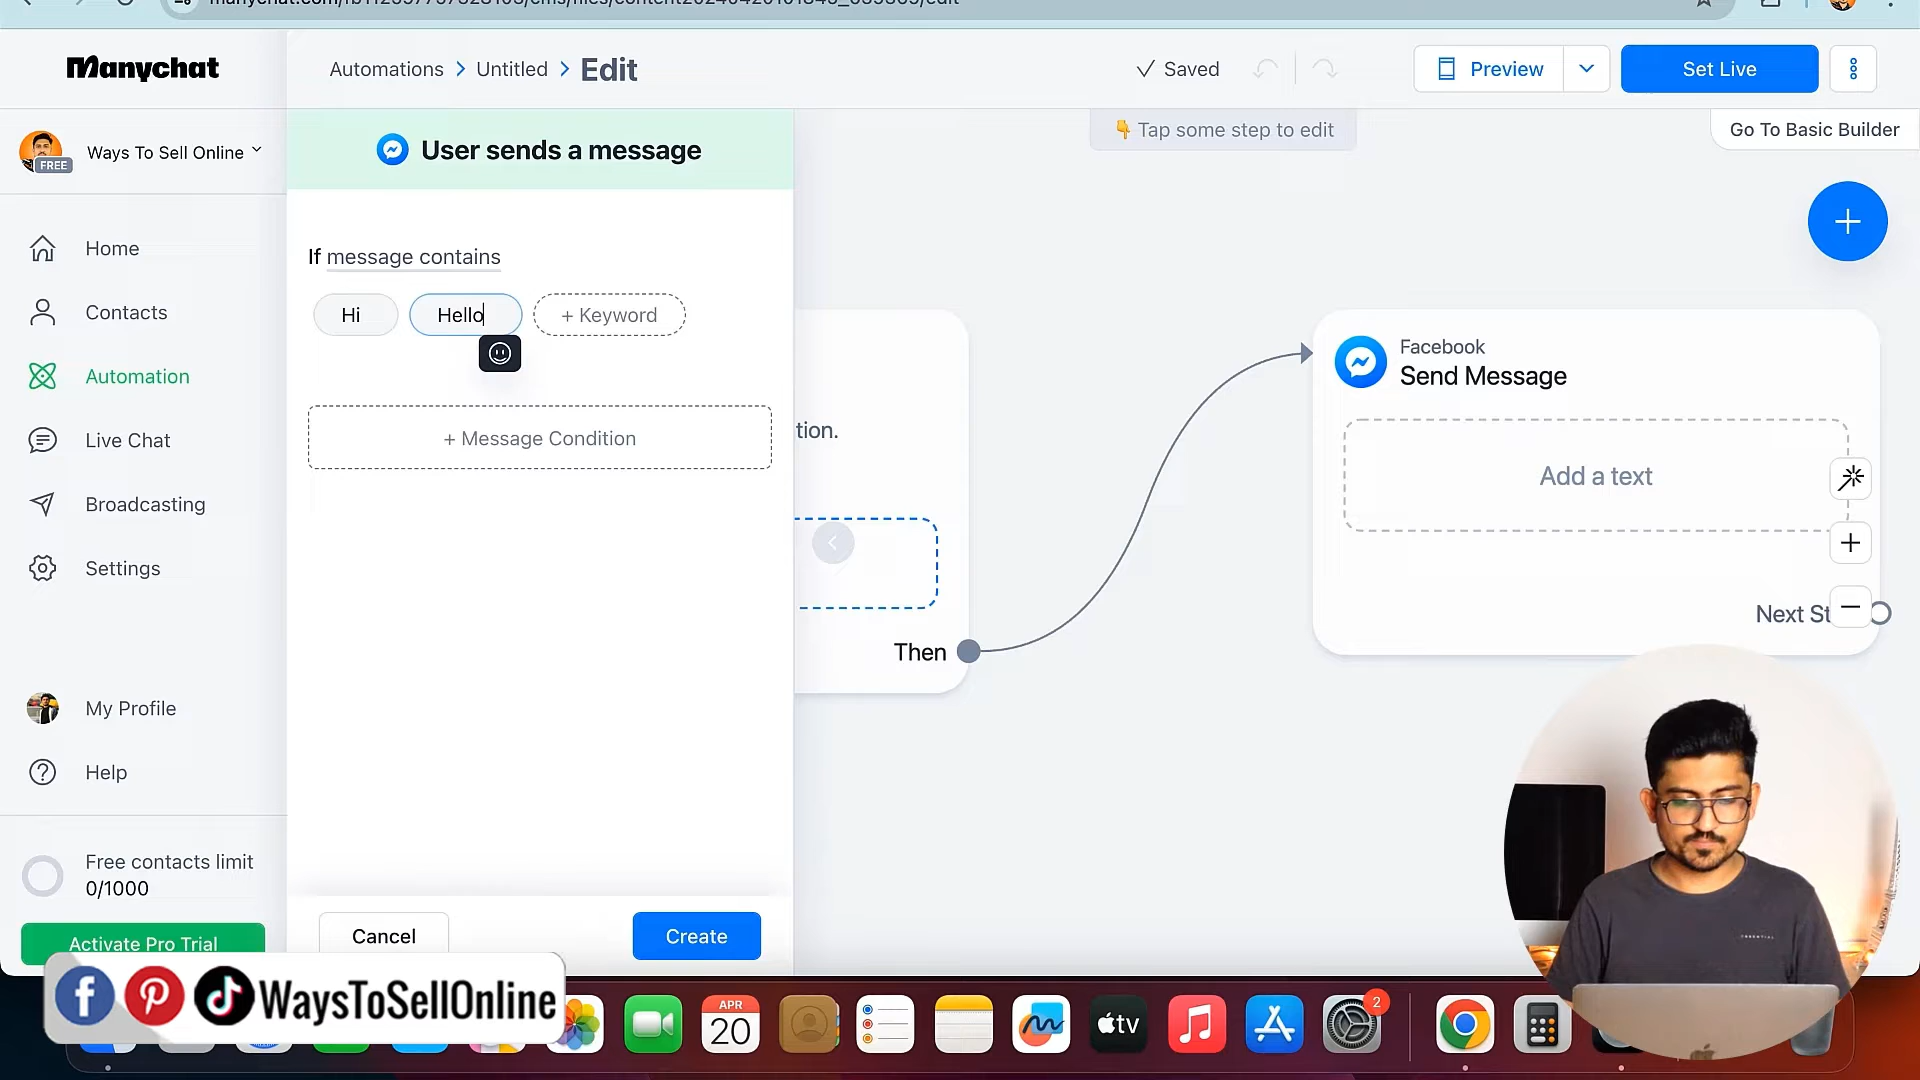 Manychat
Automations
Untitled
Edit
Saved
Preview
Set Live
FREE
Ways To Sell Online
User sends a message
👇 Tap some step to edit
Go To Basic Builder
Home
Contacts
Automation
Live Chat
Broadcasting
Settings
My Profile
Help
Free contacts limit
0/1000
Activate Pro Trial
If message contains
Hi
Hello
+ Keyword
+ Message Condition
Cancel
Create
tion.
Then
Facebook
Send Message
Add a text
Next St
WaysToSellOnline
APR
20
tv
2